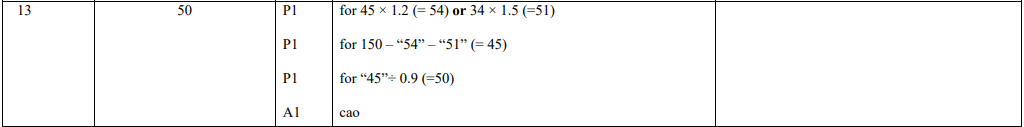 13 50 P1 for 45 × 1.2 (= 54) or 34 × 1.5 (=51)
P1 for 150 – “54” – “51” (= 45)
P1 for “45”÷ 0.9 (=50)
A1 cao